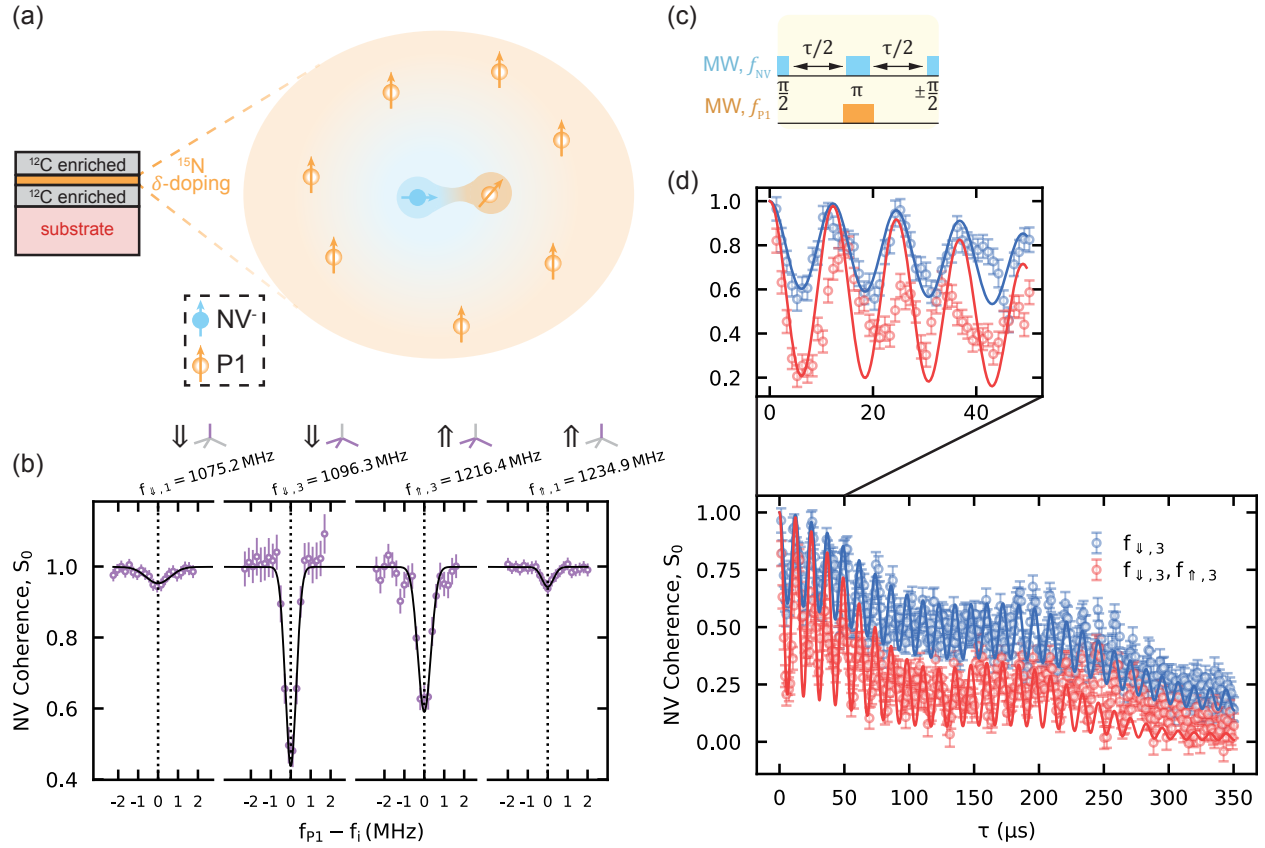 (a)
¹²C enriched
¹²C enriched
substrate
¹⁵N
δ-doping
NV⁻
P1
(b)
⇓ ⇓ ⇑ ⇑
f⇓,1 = 1075.2 MHz
f⇓,3 = 1096.3 MHz
f⇑,3 = 1216.4 MHz
f⇑,1 = 1234.9 MHz
NV Coherence, S₀
1.0
0.8
0.6
0.4
-2 -1 0 1 2 -2 -1 0 1 2 -2 -1 0 1 2 -2 -1 0 1 2
f_P1 − f_i (MHz)
(c)
τ/2 τ/2
MW, f_NV
π/2 π ±π/2
MW, f_P1
(d)
1.0
0.8
0.6
0.4
0.2
0 20 40
NV Coherence, S₀
1.00
0.75
0.50
0.25
0.00
f⇓,3
f⇓,3, f⇑,3
0 50 100 150 200 250 300 350
τ (μs)